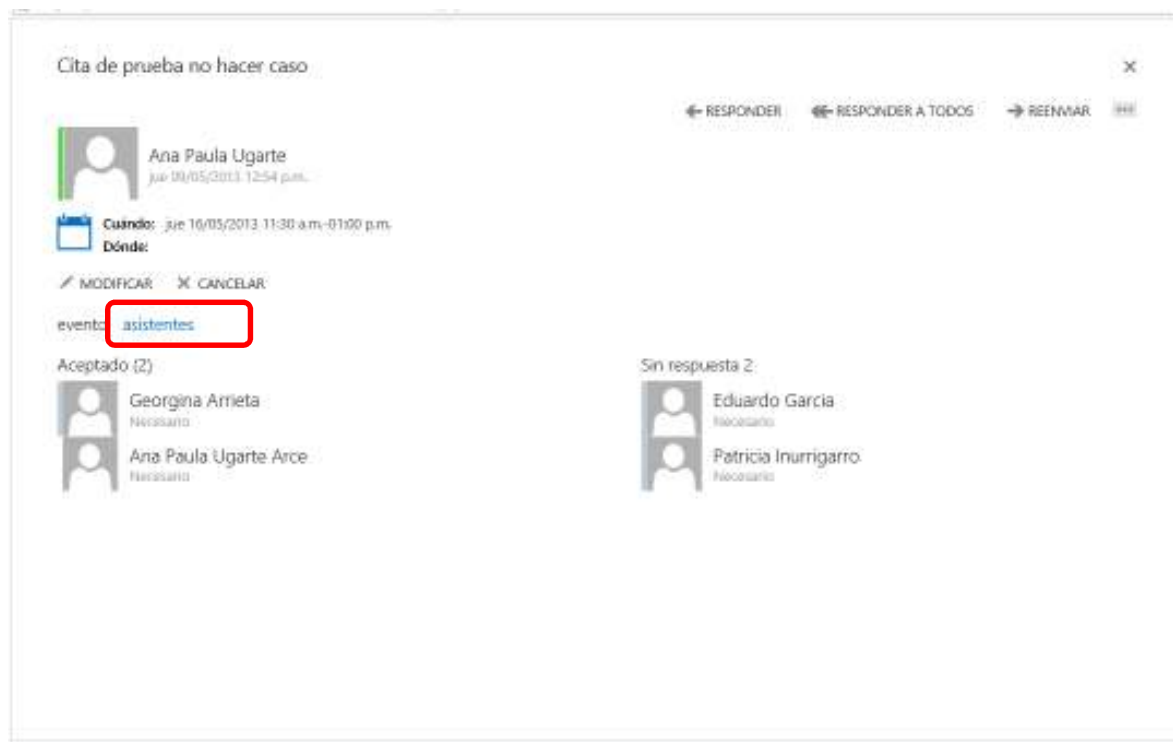 Cita de prueba no hacer caso
← RESPONDER RESPONDER A TODOS → REENVIAR
Ana Paula Ugarte
jue 09/05/2013 12:54 p.m.
Cuándo: jue 16/05/2013 11:30 a.m.-01:00 p.m.
Dónde:
MODIFICAR X CANCELAR
evento asistentes
Aceptado (2)
Georgina Arrieta
Necesario
Ana Paula Ugarte Arce
Necesario
Sin respuesta 2
Eduardo Garcia
Necesario
Patricia Inurrigarro
Necesario